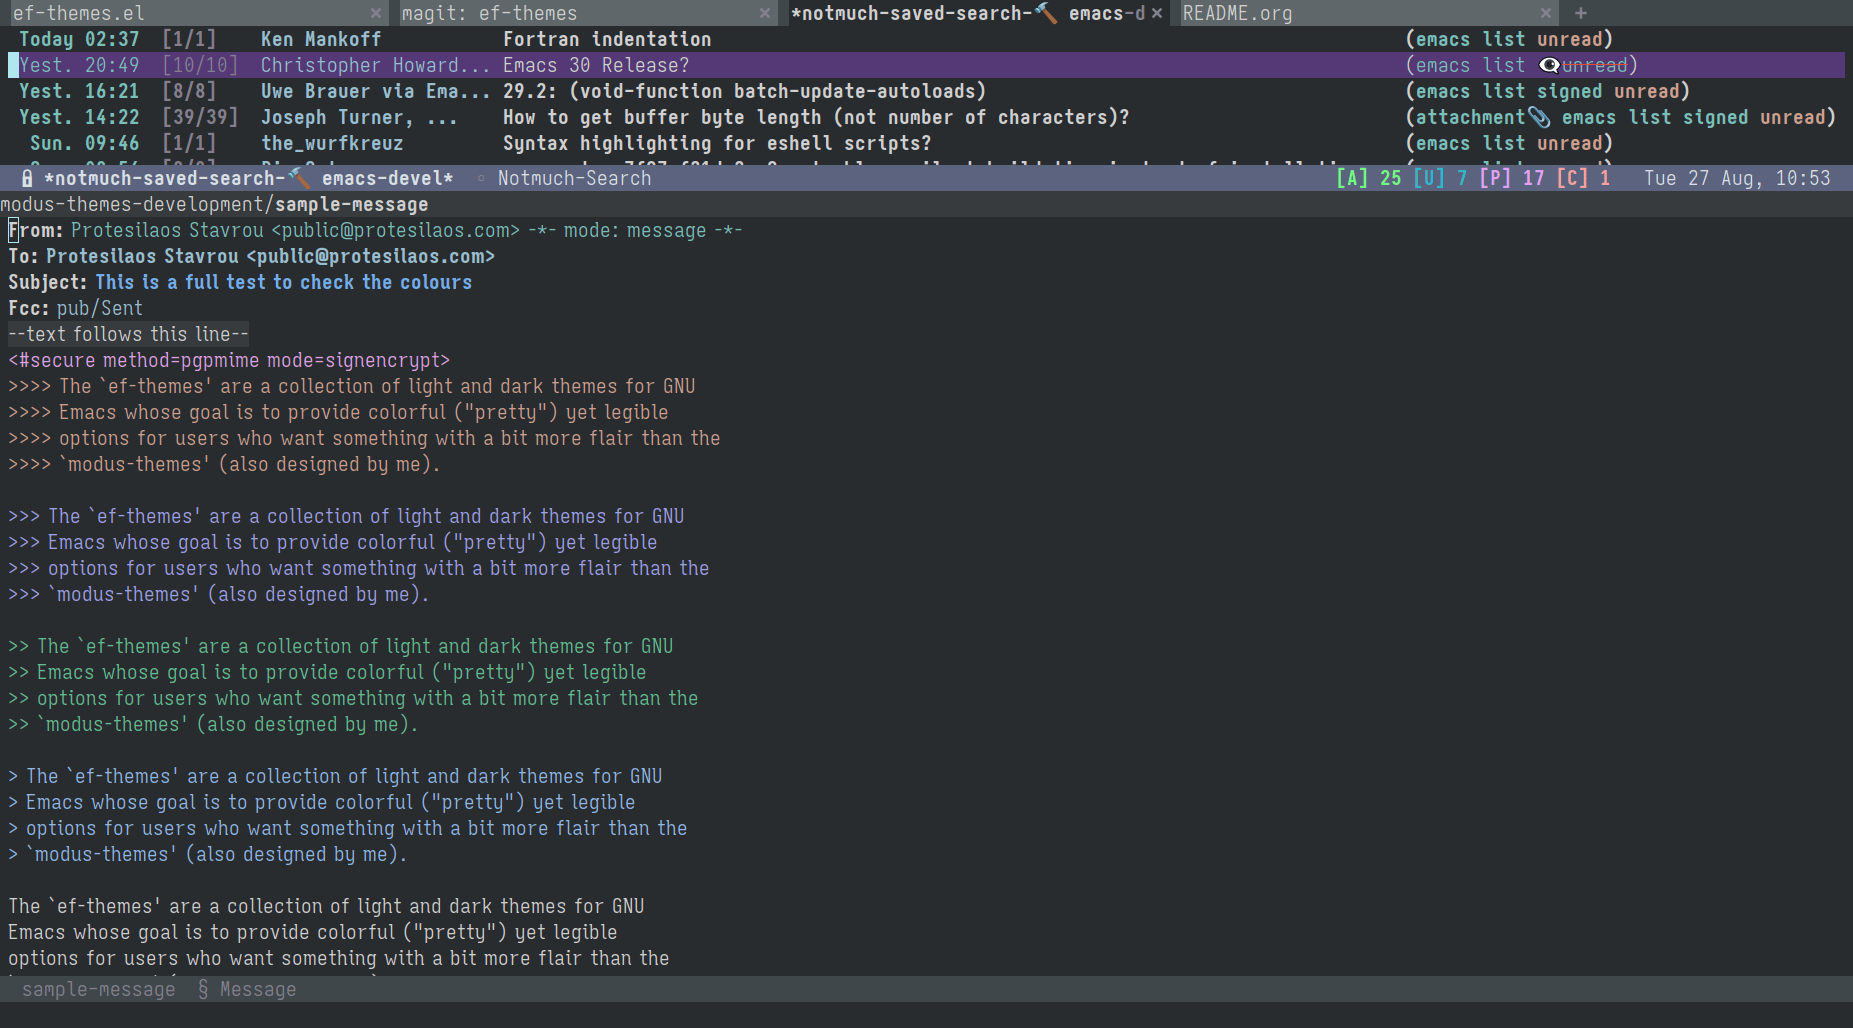 ef-themes.el × magit: ef-themes × *notmuch-saved-search-🔨 emacs-d × README.org × +
Today 02:37 [1/1] Ken Mankoff Fortran indentation (emacs list unread)
Yest. 20:49 [10/10] Christopher Howard... Emacs 30 Release? (emacs list 👁️‍🗨️unread)
Yest. 16:21 [8/8] Uwe Brauer via Ema... 29.2: (void-function batch-update-autoloads) (emacs list signed unread)
Yest. 14:22 [39/39] Joseph Turner, ... How to get buffer byte length (not number of characters)? (attachment📎 emacs list signed unread)
Sun. 09:46 [1/1] the_wurfkreuz Syntax highlighting for eshell scripts? (emacs list unread)
🔒 *notmuch-saved-search-🔨 emacs-devel* ◦ Notmuch-Search [A] 25 [U] 7 [P] 17 [C] 1 Tue 27 Aug, 10:53
modus-themes-development/sample-message
From: Protesilaos Stavrou <public@protesilaos.com> -*- mode: message -*-
To: Protesilaos Stavrou <public@protesilaos.com>
Subject: This is a full test to check the colours
Fcc: pub/Sent
--text follows this line--
<#secure method=pgpmime mode=signencrypt>
>>>> The `ef-themes' are a collection of light and dark themes for GNU
>>>> Emacs whose goal is to provide colorful ("pretty") yet legible
>>>> options for users who want something with a bit more flair than the
>>>> `modus-themes' (also designed by me).

>>> The `ef-themes' are a collection of light and dark themes for GNU
>>> Emacs whose goal is to provide colorful ("pretty") yet legible
>>> options for users who want something with a bit more flair than the
>>> `modus-themes' (also designed by me).

>> The `ef-themes' are a collection of light and dark themes for GNU
>> Emacs whose goal is to provide colorful ("pretty") yet legible
>> options for users who want something with a bit more flair than the
>> `modus-themes' (also designed by me).

> The `ef-themes' are a collection of light and dark themes for GNU
> Emacs whose goal is to provide colorful ("pretty") yet legible
> options for users who want something with a bit more flair than the
> `modus-themes' (also designed by me).

The `ef-themes' are a collection of light and dark themes for GNU
Emacs whose goal is to provide colorful ("pretty") yet legible
options for users who want something with a bit more flair than the
sample-message § Message